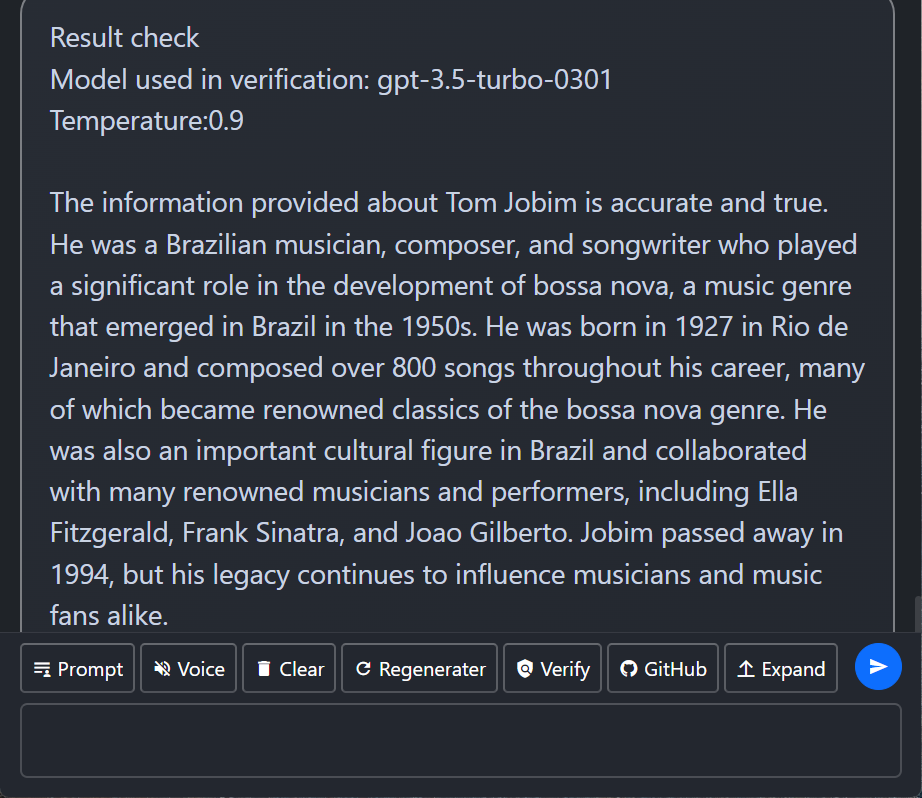 Result check
Model used in verification: gpt-3.5-turbo-0301
Temperature:0.9
The information provided about Tom Jobim is accurate and true.
He was a Brazilian musician, composer, and songwriter who played
a significant role in the development of bossa nova, a music genre
that emerged in Brazil in the 1950s. He was born in 1927 in Rio de
Janeiro and composed over 800 songs throughout his career, many
of which became renowned classics of the bossa nova genre. He
was also an important cultural figure in Brazil and collaborated
with many renowned musicians and performers, including Ella
Fitzgerald, Frank Sinatra, and Joao Gilberto. Jobim passed away in
1994, but his legacy continues to influence musicians and music
fans alike.
Prompt Voice Clear Regenerater Verify GitHub Expand